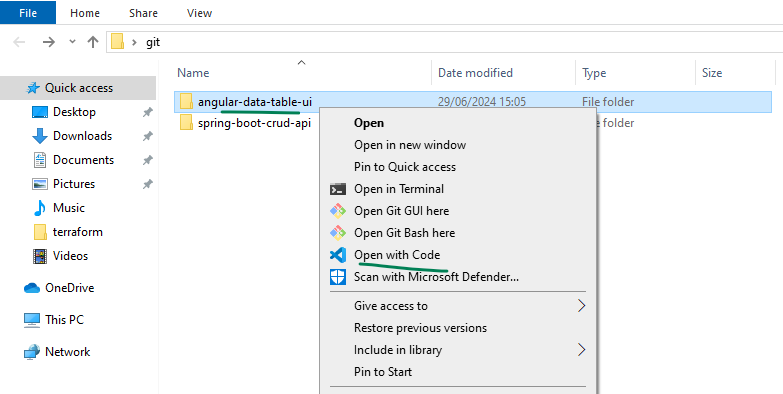 File Home Share View
git
Name Date modified Type Size
Quick access
Desktop
Downloads
Documents
Pictures
Music
terraform
Videos
OneDrive
This PC
Network
angular-data-table-ui 29/06/2024 15:05 File folder
spring-boot-crud-api le folder
Open
Open in new window
Pin to Quick access
Open in Terminal
Open Git GUI here
Open Git Bash here
Open with Code
Scan with Microsoft Defender...
Give access to
Restore previous versions
Include in library
Pin to Start